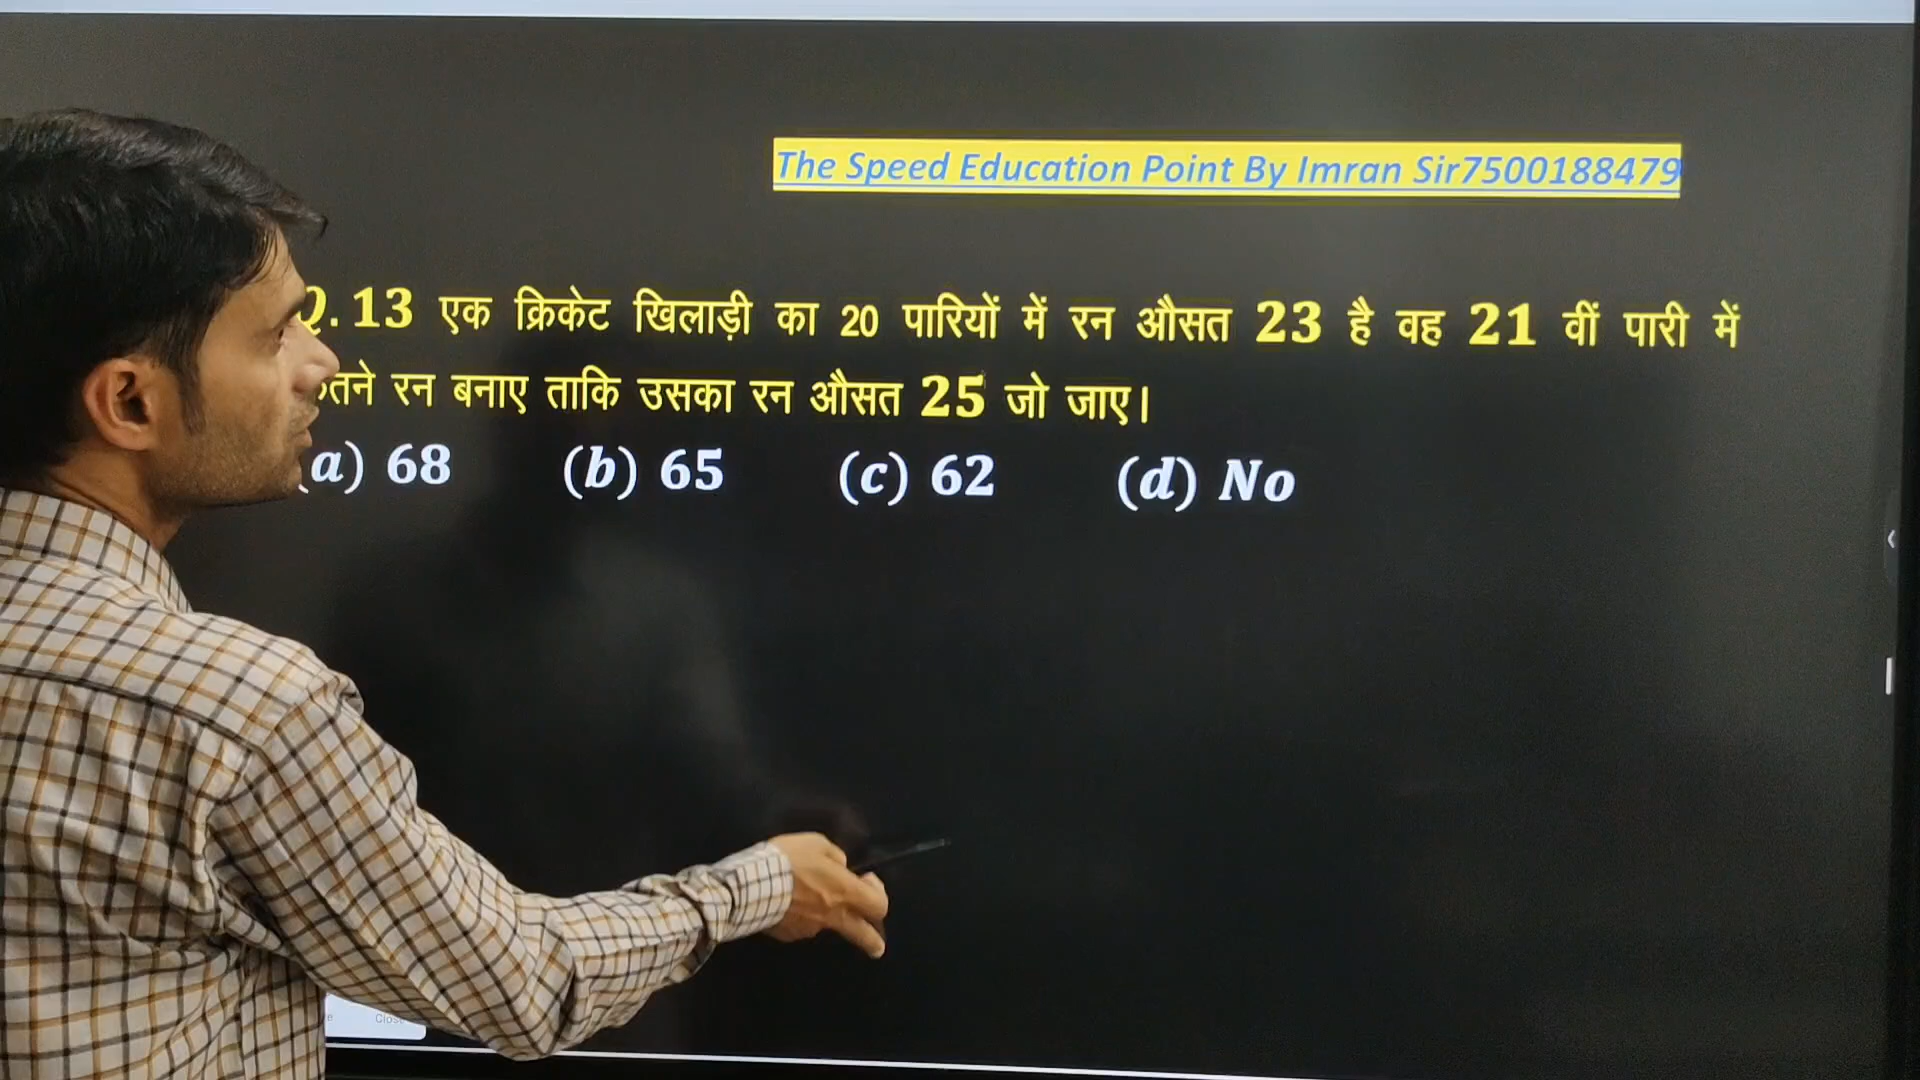 The Speed Education Point By Imran Sir7500188479
Q.13 एक क्रिकेट खिलाड़ी का 20 पारियों में रन औसत 23 है वह 21 वीं पारी में
रन बनाए ताकि उसका रन औसत 25 जो जाए।
(a) 68 (b) 65 (c) 62 (d) No
Close